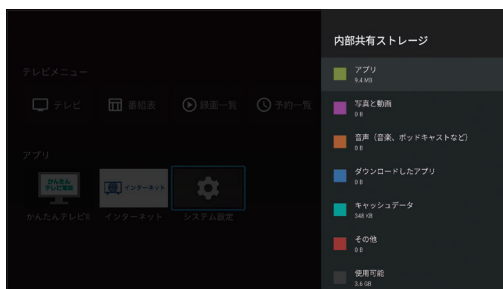 内部共有ストレージ
アプリ
9.4 MB
写真と動画
0 B
音声（音楽、ポッドキャストなど）
0 B
ダウンロードしたアプリ
0 B
キャッシュデータ
348 KB
その他
0 B
使用可能
3.6 GB
テレビメニュー
テレビ
番組表
録画一覧
予約一覧
アプリ
かんたん
テレビ電話
インターネット
かんたんテレビ電
インターネット
システム設定